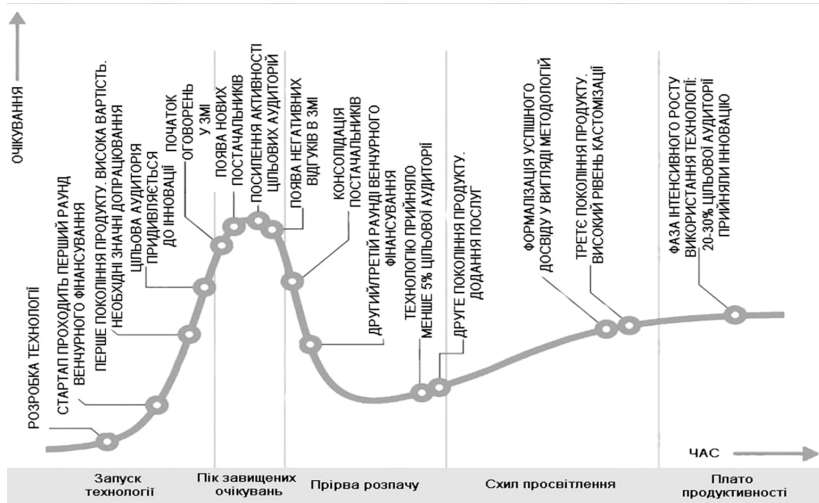 ОЧІКУВАННЯ
РОЗРОБКА ТЕХНОЛОГІЇ
СТАРТАП ПРОХОДИТЬ ПЕРШИЙ РАУНД
ВЕНЧУРНОГО ФІНАНСУВАННЯ
ПЕРШЕ ПОКОЛІННЯ ПРОДУКТУ. ВИСОКА ВАРТІСТЬ.
НЕОБХІДНІ ЗНАЧНІ ДОПРАЦЮВАННЯ
ЦІЛЬОВА АУДИТОРІЯ
ПРИДИВЛЯЄТЬСЯ
ДО ІННОВАЦІЇ
ПОЧАТОК
ОГОВОРЕНЬ
У ЗМІ
ПОЯВА НОВИХ
ПОСТАЧАЛЬНИКІВ
ПОСИЛЕННЯ АКТИВНОСТІ
ЦІЛЬОВИХ АУДИТОРІЙ
ПОЯВА НЕГАТИВНИХ
ВІДГУКІВ В ЗМІ
КОНСОЛІДАЦІЯ
ПОСТАЧАЛЬНИКІВ
ДРУГИЙ/ТРЕТІЙ РАУНДІ ВЕНЧУРНОГО
ФІНАНСУВАННЯ
ТЕХНОЛОГІЮ ПРИЙНЯЛО
МЕНШЕ 5% ЦІЛЬОВОЇ АУДИТОРІЇ
ДРУГЕ ПОКОЛІННЯ ПРОДУКТУ.
ДОДАННЯ ПОСЛУГ
ФОРМАЛІЗАЦІЯ УСПІШНОГО
ДОСВІДУ У ВИГЛЯДІ МЕТОДОЛОГІЙ
ТРЕТЄ ПОКОЛІННЯ ПРОДУКТУ.
ВИСОКИЙ РІВЕНЬ КАСТОМІЗАЦІЇ
ФАЗА ІНТЕНСИВНОГО РОСТУ
ВИКОРИСТАННЯ ТЕХНОЛОГІЇ:
20-30% ЦІЛЬОВОЇ АУДИТОРІЇ
ПРИЙНЯЛИ ІННОВАЦІЮ
ЧАС
Запуск
технології
Пік завищених
очікувань
Прірва розпачу
Схил просвітлення
Плато
продуктивності